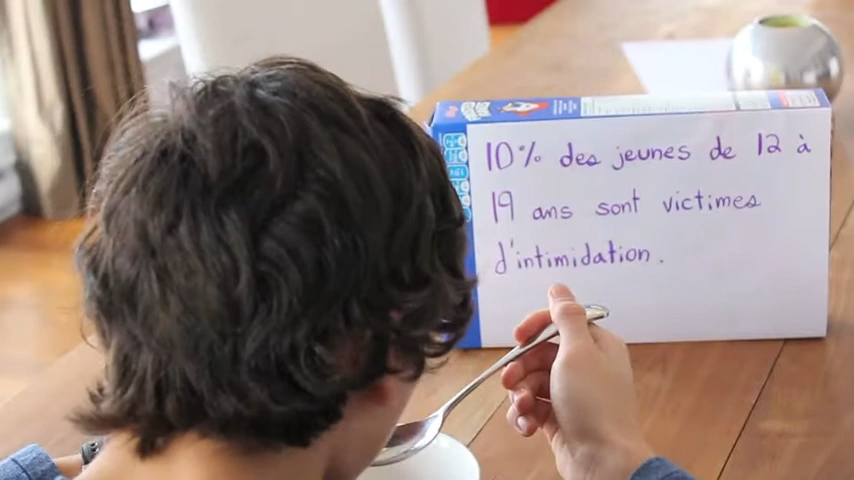 10% des jeunes de 12 à
19 ans sont victimes
d'intimidation.